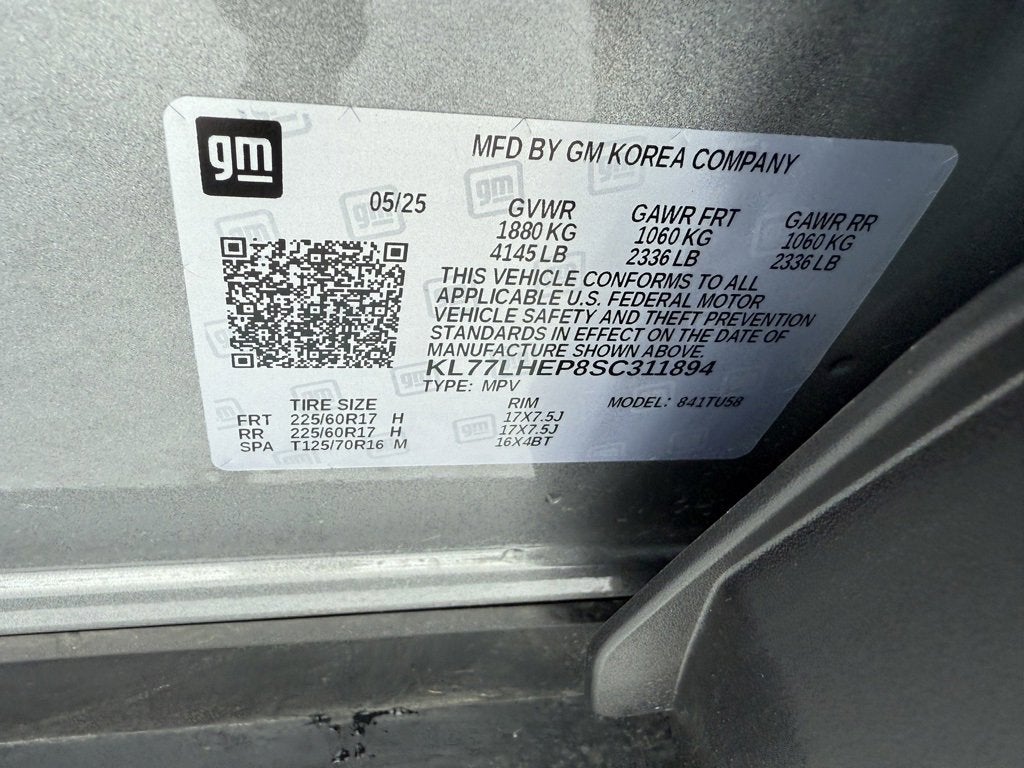 gm
MFD BY GM KOREA COMPANY
05/25
GVWR GAWR FRT GAWR RR
1880 KG 1060 KG 1060 KG
4145 LB 2336 LB 2336 LB
THIS VEHICLE CONFORMS TO ALL
APPLICABLE U.S. FEDERAL MOTOR
VEHICLE SAFETY AND THEFT PREVENTION
STANDARDS IN EFFECT ON THE DATE OF
MANUFACTURE SHOWN ABOVE.
KL77LHEP8SC311894
TYPE: MPV
TIRE SIZE RIM MODEL: 841TU58
FRT 225/60R17 H 17X7.5J
RR 225/60R17 H 17X7.5J
SPA T125/70R16 M 16X4BT